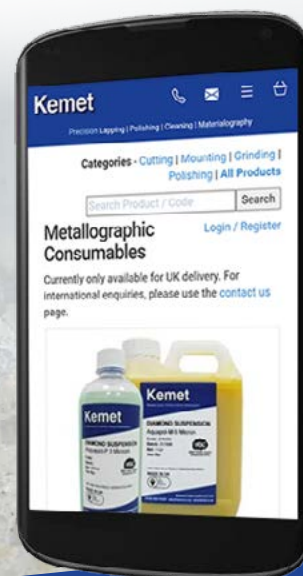 Kemet
Precision Lapping | Polishing | Cleaning | Materialography
Categories - Cutting | Mounting | Grinding |
Polishing | All Products
Search Product / Code Search
Login / Register
Metallographic
Consumables
Currently only available for UK delivery. For
international enquiries, please use the contact us
page.
Kemet
DIAMOND SUSPENSION
Kemet
DIAMOND SUSPENSION